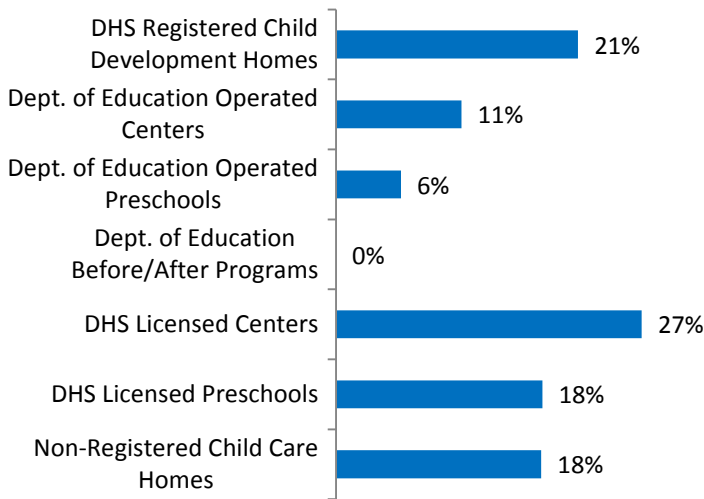 DHS Registered Child
Development Homes
21%
Dept. of Education Operated
Centers
11%
Dept. of Education Operated
Preschools
6%
Dept. of Education
Before/After Programs
0%
DHS Licensed Centers
27%
DHS Licensed Preschools
18%
Non-Registered Child Care
Homes
18%